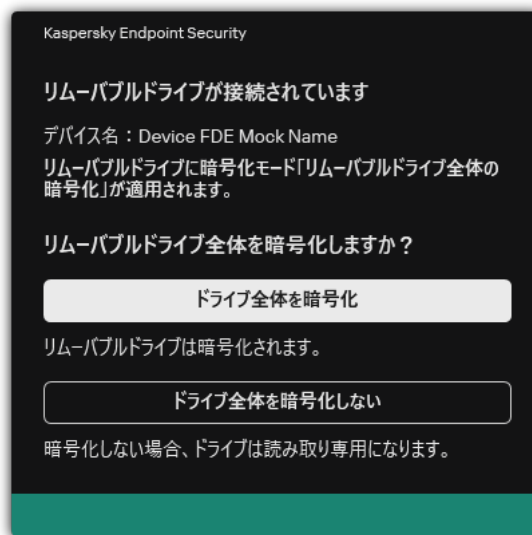 Kaspersky Endpoint Security
リムーバブルドライブが接続されています
デバイス名：Device FDE Mock Name
リムーバブルドライブに暗号化モード「リムーバブルドライブ全体の
暗号化」が適用されます。
リムーバブルドライブ全体を暗号化しますか？
ドライブ全体を暗号化
リムーバブルドライブは暗号化されます。
ドライブ全体を暗号化しない
暗号化しない場合、ドライブは読み取り専用になります。